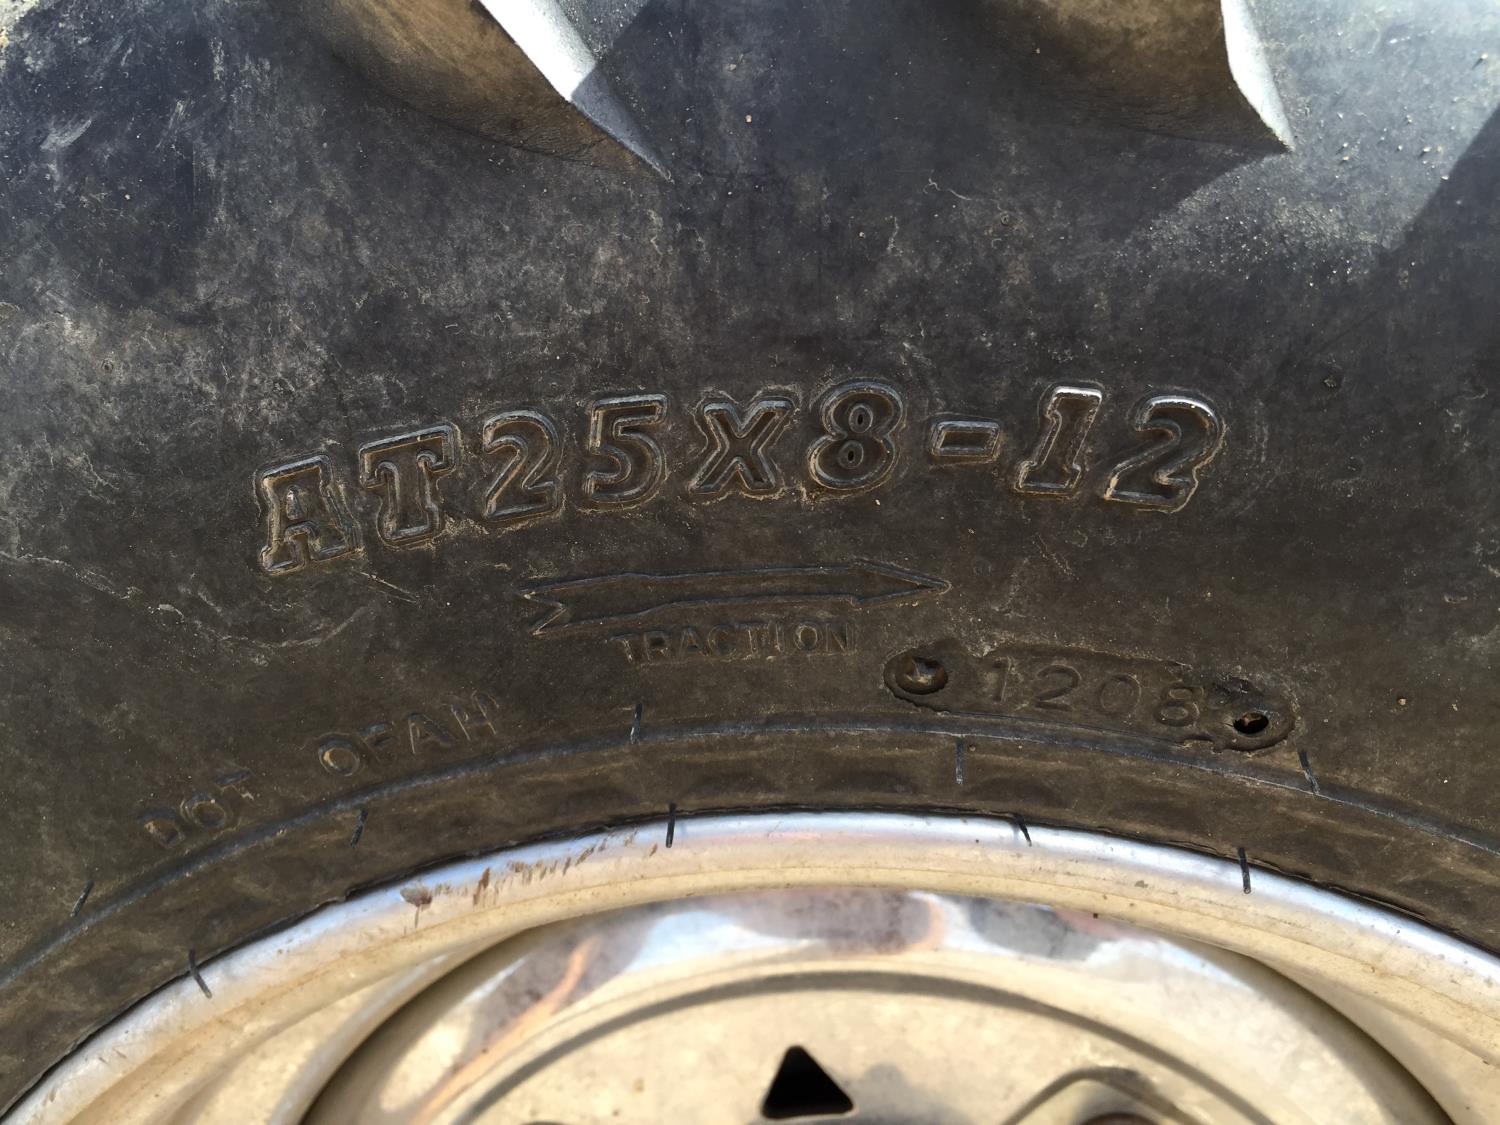 AT25X8-12
TRACTION
1208
DOT OFAH